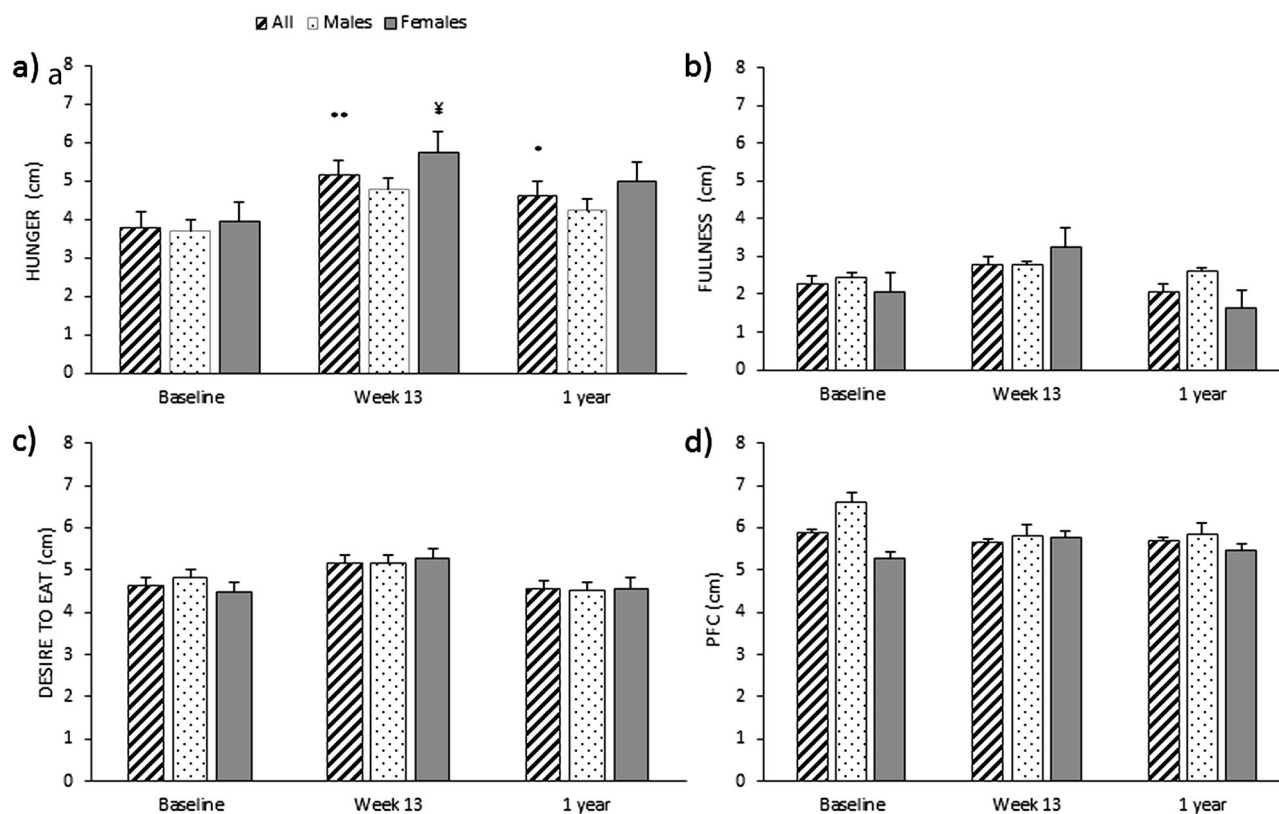 All Males Females
a) a
8
7
6
5
4
3
2
1
0
HUNGER (cm)
•• ¥ •
Baseline Week 13 1 year
b)
8
7
6
5
4
3
2
1
0
FULLNESS (cm)
Baseline Week 13 1 year
c)
8
7
6
5
4
3
2
1
0
DESIRE TO EAT (cm)
Baseline Week 13 1 year
d)
8
7
6
5
4
3
2
1
0
PFC (cm)
Baseline Week 13 1 year